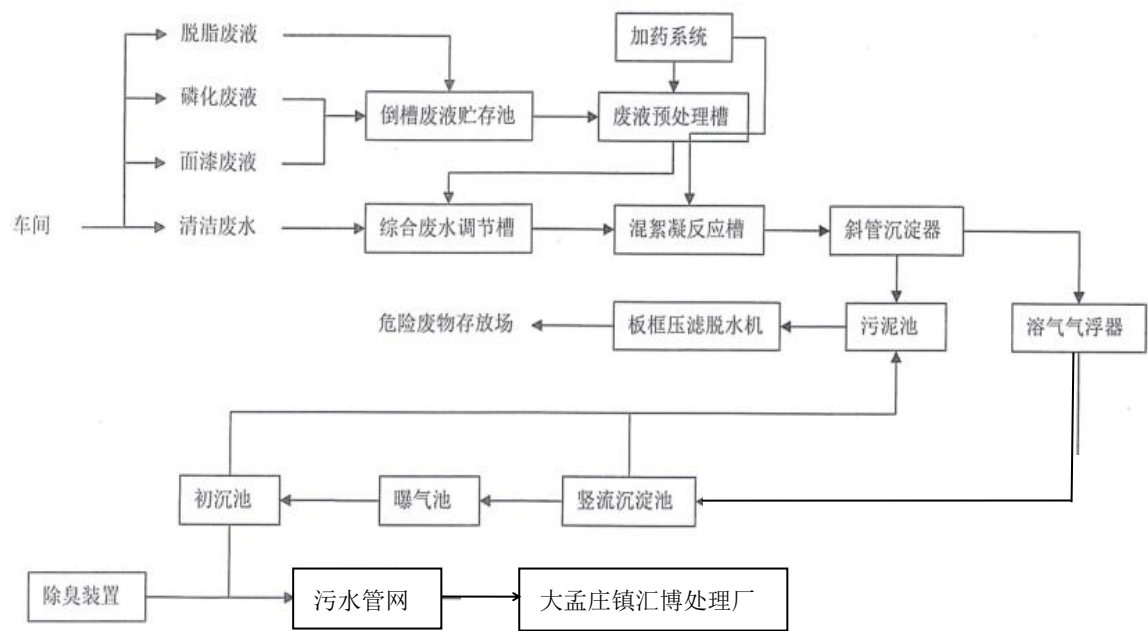 脱脂废液
加药系统
磷化废液
倒槽废液贮存池
废液预处理槽
面漆废液
车间
清洁废水
综合废水调节槽
混絮凝反应槽
斜管沉淀器
危险废物存放场
板框压滤脱水机
污泥池
溶气气浮器
初沉池
曝气池
竖流沉淀池
除臭装置
污水管网
大孟庄镇汇博处理厂